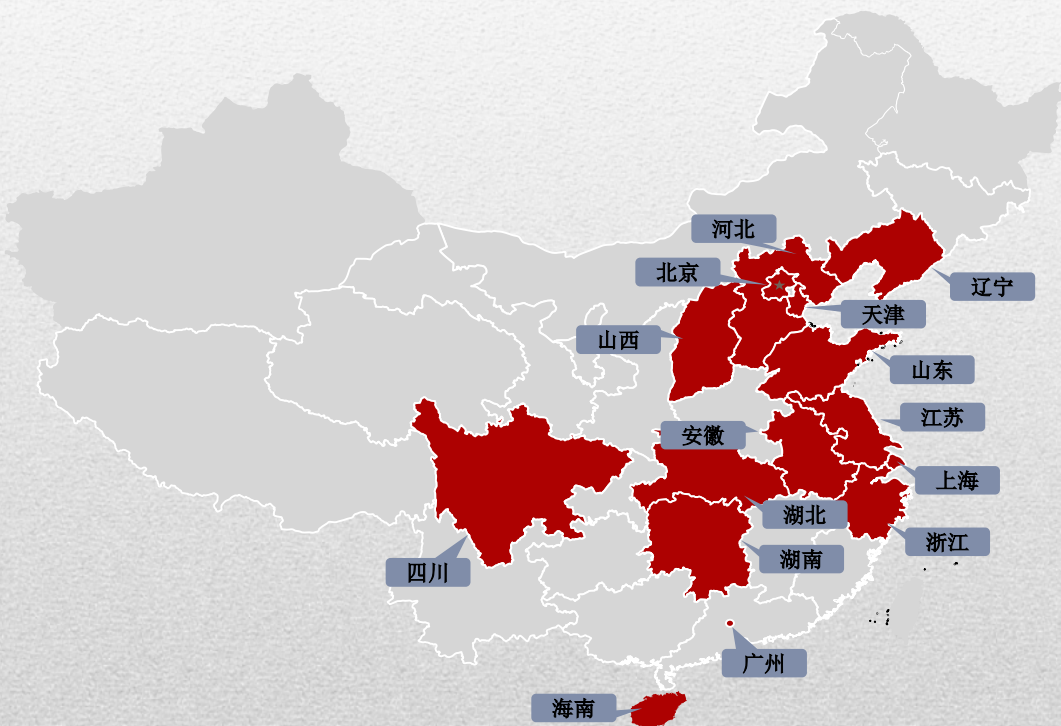 河北
北京
辽宁
天津
山西
山东
江苏
安徽
上海
湖北
浙江
湖南
四川
广州
海南